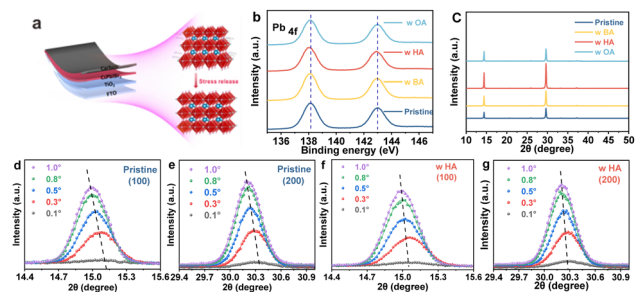 a
Carbon
CsPbIBr₂
TiO₂
FTO
Stress release
b
Pb 4f
w OA
w HA
w BA
Pristine
Intensity (a.u.)
136 138 140 142 144 146
Binding energy (eV)
C
Pristine
w BA
w HA
w OA
Intensity (a.u.)
10 15 20 25 30 35 40 45 50
2θ (degree)
d
1.0°
0.8°
0.5°
0.3°
0.1°
Pristine
(100)
Intensity (a.u.)
14.4 14.7 15.0 15.3 15.6
2θ (degree)
e
1.0°
0.8°
0.5°
0.3°
0.1°
Pristine
(200)
Intensity (a.u.)
29.4 29.7 30.0 30.3 30.6 30.9
2θ (degree)
f
1.0°
0.8°
0.5°
0.3°
0.1°
w HA
(100)
Intensity (a.u.)
14.4 14.7 15.0 15.3 15.6
2θ (degree)
g
1.0°
0.8°
0.5°
0.3°
0.1°
w HA
(200)
Intensity (a.u.)
29.4 29.7 30.0 30.3 30.6 30.9
2θ (degree)